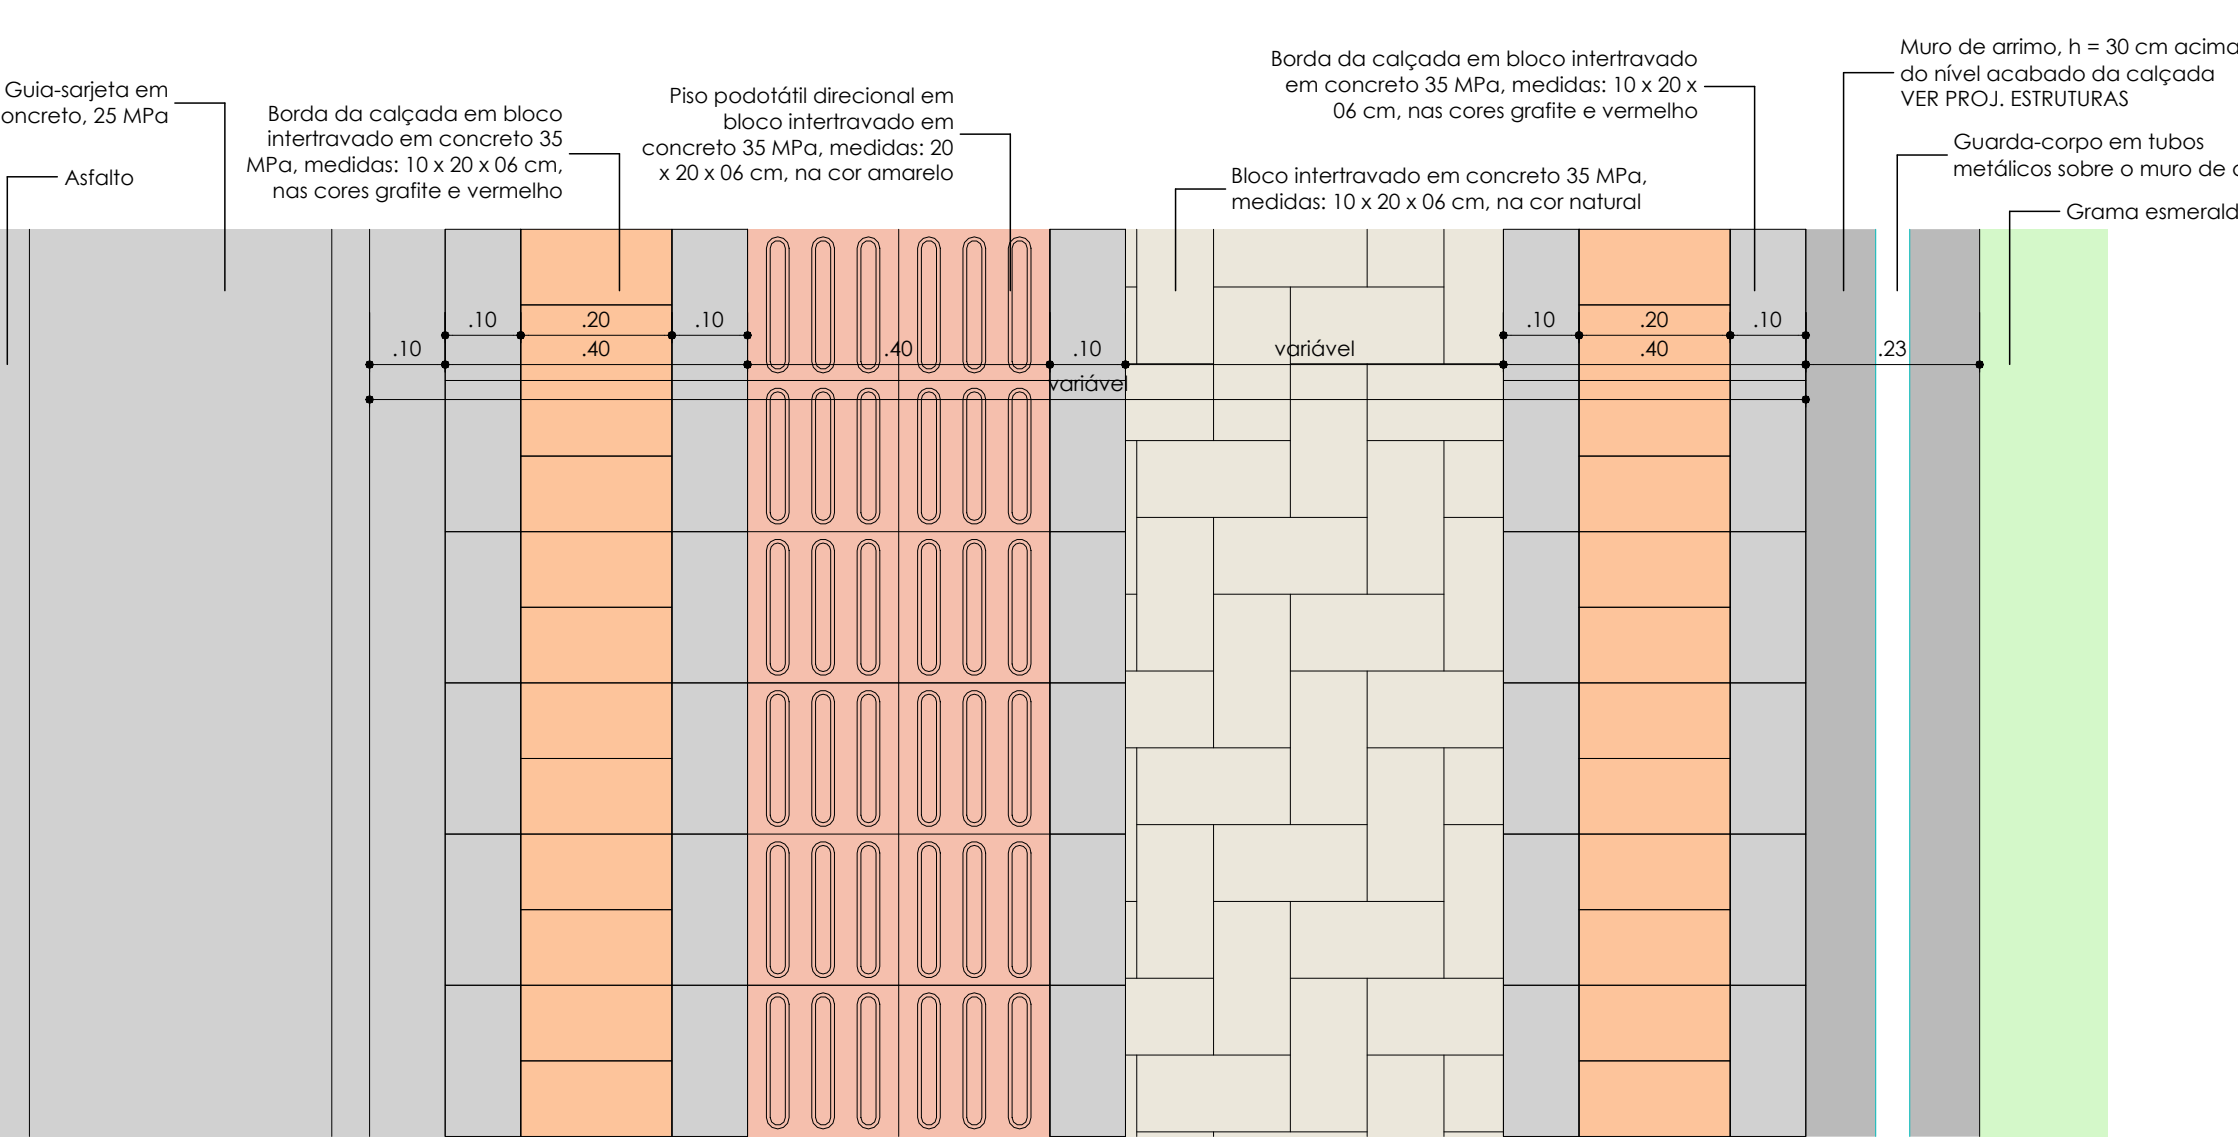 Guia-sarjeta em
oncreto, 25 MPa
Asfalto
Borda da calçada em bloco
intertravado em concreto 35
MPa, medidas: 10 x 20 x 06 cm,
nas cores grafite e vermelho
Piso podotátil direcional em
bloco intertravado em
concreto 35 MPa, medidas: 20
x 20 x 06 cm, na cor amarelo
Borda da calçada em bloco intertravado
em concreto 35 MPa, medidas: 10 x 20 x
06 cm, nas cores grafite e vermelho
Bloco intertravado em concreto 35 MPa,
medidas: 10 x 20 x 06 cm, na cor natural
Muro de arrimo, h = 30 cm acima
do nível acabado da calçada
VER PROJ. ESTRUTURAS
Guarda-corpo em tubos
metálicos sobre o muro de
Grama esmerald
.10 .20 .10 .10 .20 .10
.10 .40 .40 .10 variável .40 .23
variável